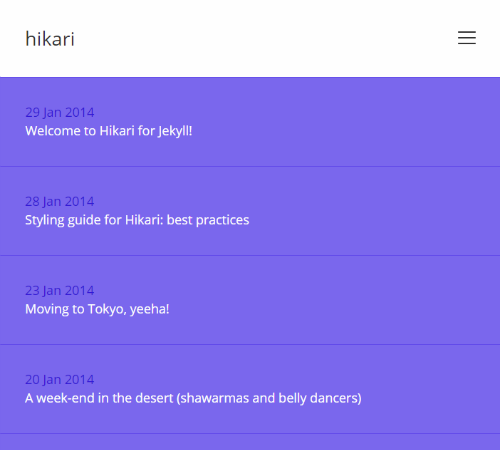 hikari
29 Jan 2014
Welcome to Hikari for Jekyll!
28 Jan 2014
Styling guide for Hikari: best practices
23 Jan 2014
Moving to Tokyo, yeeha!
20 Jan 2014
A week-end in the desert (shawarmas and belly dancers)